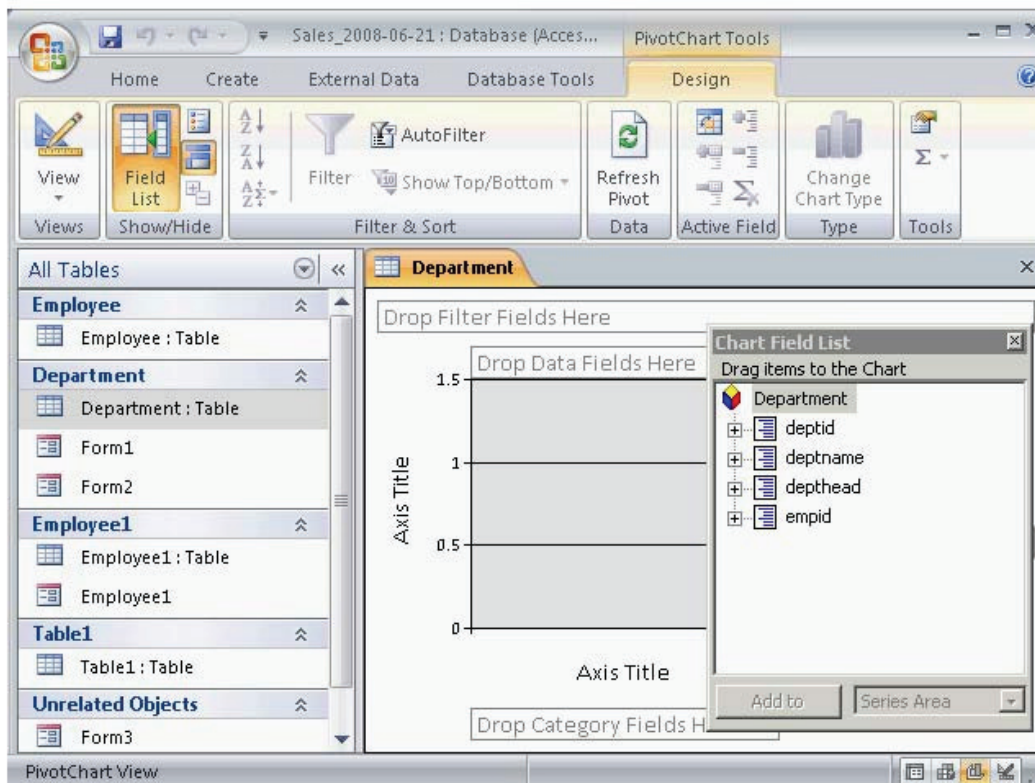 Sales_2008-06-21 : Database (Acces...
PivotChart Tools
Home
Create
External Data
Database Tools
Design
View
Field List
AutoFilter
Filter
Show Top/Bottom
Refresh Pivot
Change Chart Type
Σ
Views
Show/Hide
Filter & Sort
Data
Active Field
Type
Tools
All Tables
Employee
Employee : Table
Department
Department : Table
Form1
Form2
Employee1
Employee1 : Table
Employee1
Table1
Table1 : Table
Unrelated Objects
Form3
Department
Drop Filter Fields Here
Drop Data Fields Here
1.5
1
0.5
0
Axis Title
Axis Title
Drop Category Fields H
Chart Field List
Drag items to the Chart
Department
deptid
deptname
depthead
empid
Add to
Series Area
PivotChart View